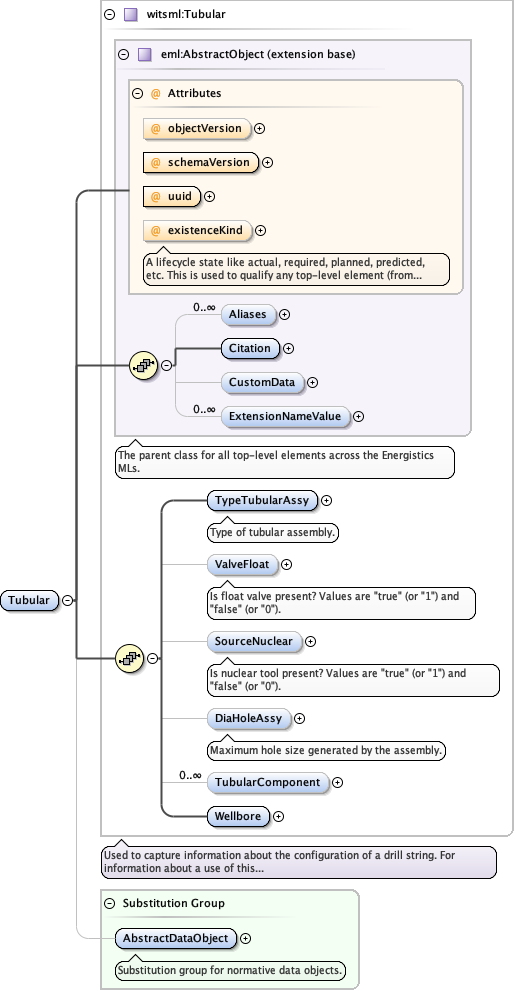 witsml:Tubular
eml:AbstractObject (extension base)
@ Attributes
@ objectVersion
@ schemaVersion
@ uuid
@ existenceKind
A lifecycle state like actual, required, planned, predicted,
etc. This is used to qualify any top-level element (from...
0..∞
Aliases
Citation
CustomData
0..∞
ExtensionNameValue
The parent class for all top-level elements across the Energistics
MLs.
TypeTubularAssy
Type of tubular assembly.
ValveFloat
Is float valve present? Values are "true" (or "1") and
"false" (or "0").
Tubular
SourceNuclear
Is nuclear tool present? Values are "true" (or "1") and
"false" (or "0").
DiaHoleAssy
Maximum hole size generated by the assembly.
0..∞
TubularComponent
Wellbore
Used to capture information about the configuration of a drill string. For
information about a use of this...
Substitution Group
AbstractDataObject
Substitution group for normative data objects.